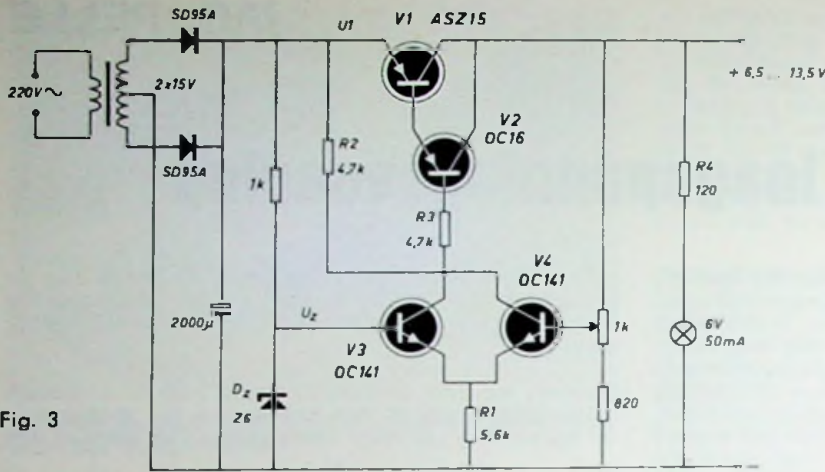 SD95A
U1
V1 ASZ15
220V~
2x15V
+ 6,5 ... 13,5V
V2
OC16
SD95A
R2
4,7k
R4
120
1k
R3
4,7k
V4
OC141
Uz
1k
6V
50mA
2000µ
V3
OC141
Dz
Z6
R1
5,6k
820
Fig. 3